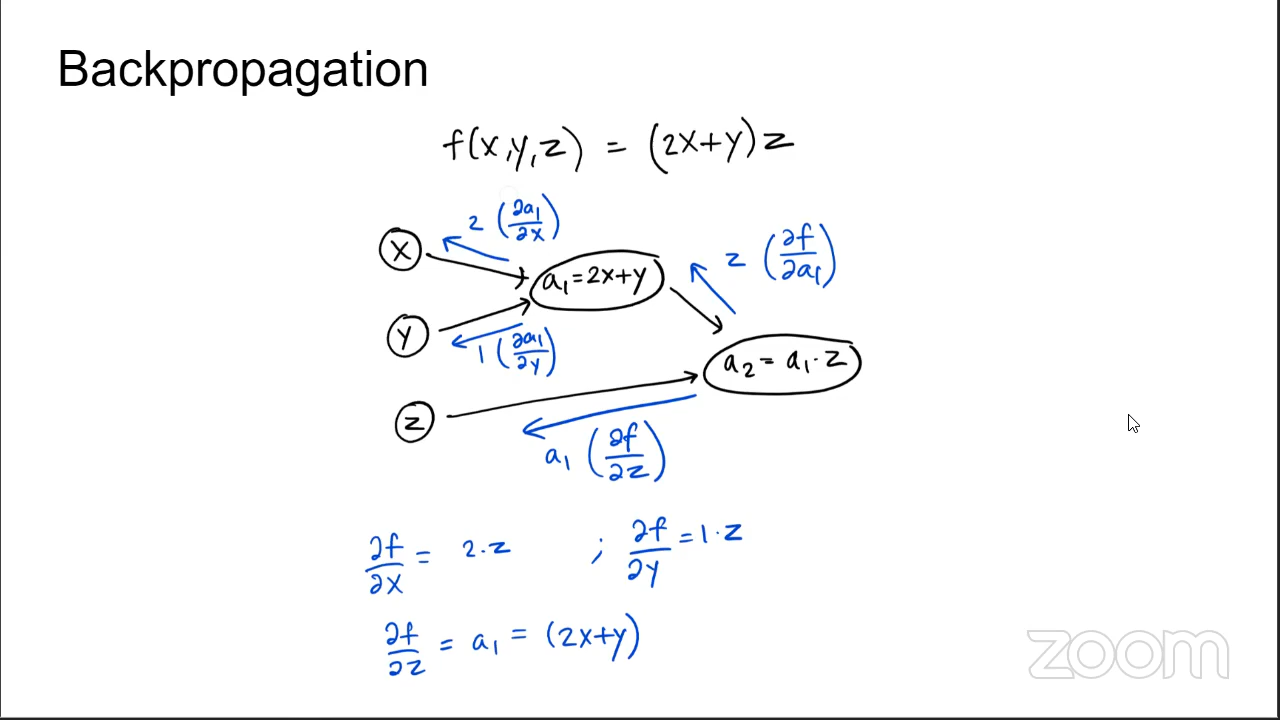 Backpropagation
f(x,y,z) = (2x+y)z
2 (∂a₁/∂x)
x
a₁=2x+y
z (∂f/∂a₁)
y
1 (∂a₁/∂y)
a₂ = a₁·z
z
a₁ (∂f/∂z)
∂f/∂x = 2·z ; ∂f/∂y = 1·z
∂f/∂z = a₁ = (2x+y)
zoom